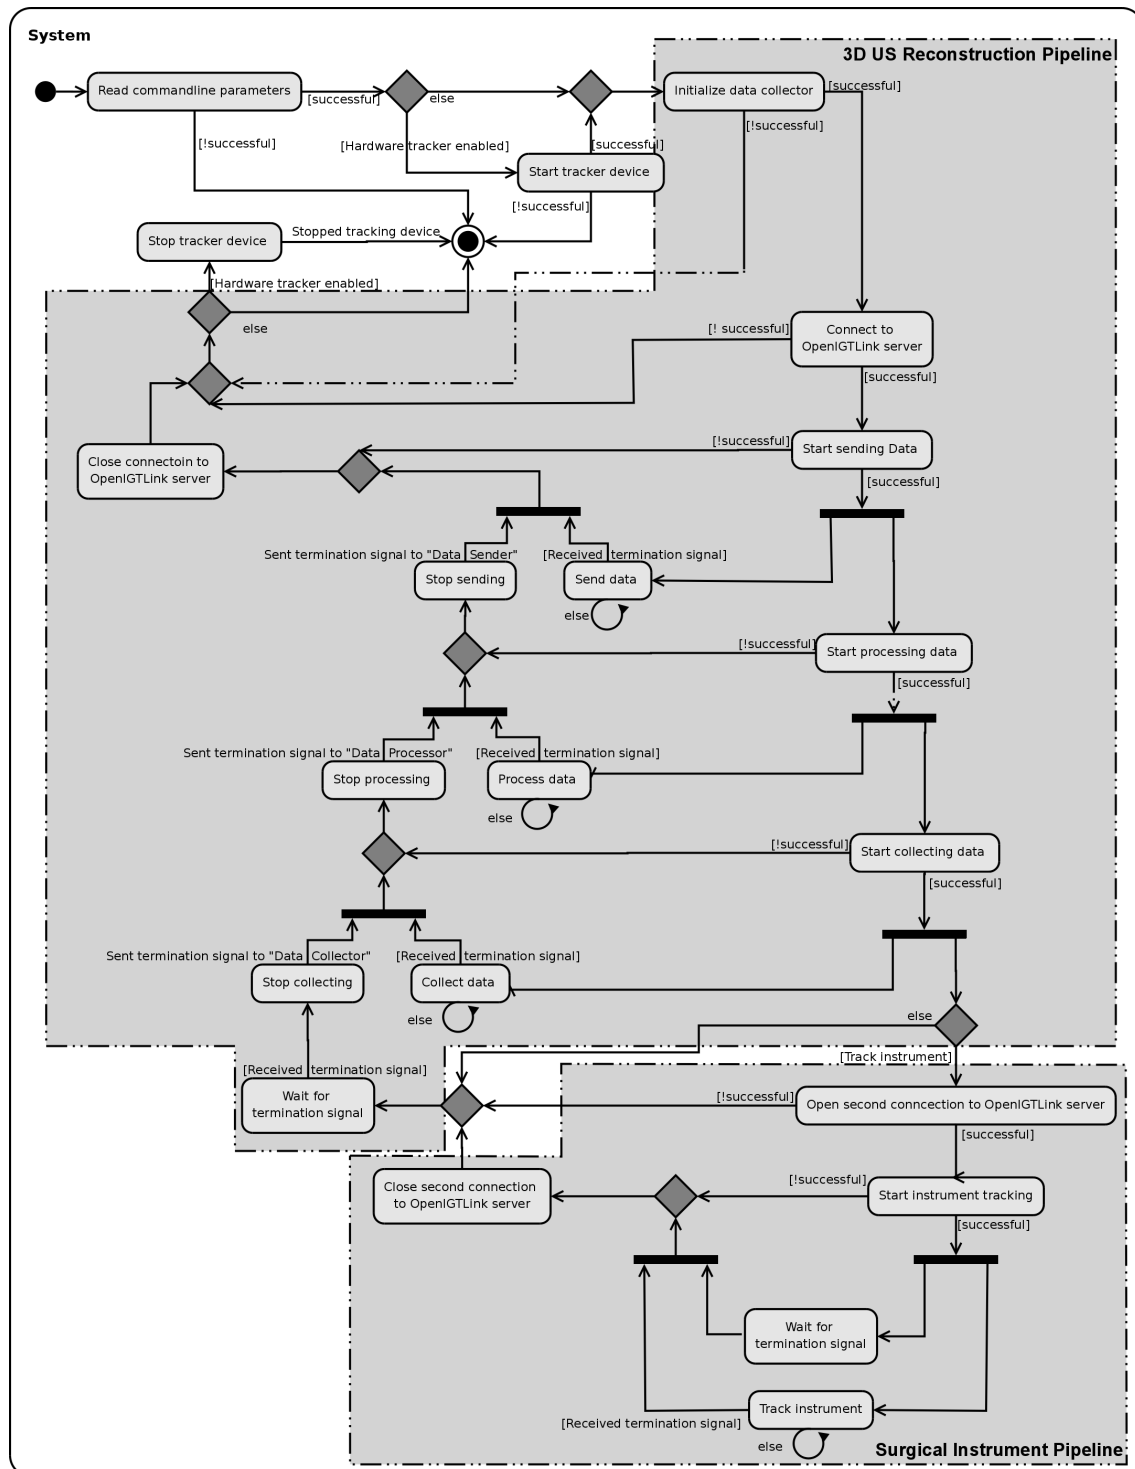 System
3D US Reconstruction Pipeline
Read commandline parameters
[successful]
else
Initialize data collector
[successful]
[!successful]
[!successful]
[Hardware tracker enabled]
[successful]
Start tracker device
[!successful]
Stop tracker device
Stopped tracking device
[Hardware tracker enabled]
else
[! successful]
Connect to
OpenIGTLink server
[successful]
[!successful]
Start sending Data
Close connectoin to
OpenIGTLink server
[successful]
Sent termination signal to "Data Sender"
[Received termination signal]
Stop sending
Send data
else
[!successful]
Start processing data
[successful]
Sent termination signal to "Data Processor"
[Received termination signal]
Stop processing
Process data
else
[!successful]
Start collecting data
[successful]
Sent termination signal to "Data Collector"
[Received termination signal]
Stop collecting
Collect data
else
else
[Track instrument]
[Received termination signal]
Wait for
termination signal
[!successful]
Open second conncection to OpenIGTLink server
[successful]
Close second connection
to OpenIGTLink server
[!successful]
Start instrument tracking
[successful]
Wait for
termination signal
Track instrument
[Received termination signal]
else
Surgical Instrument Pipeline